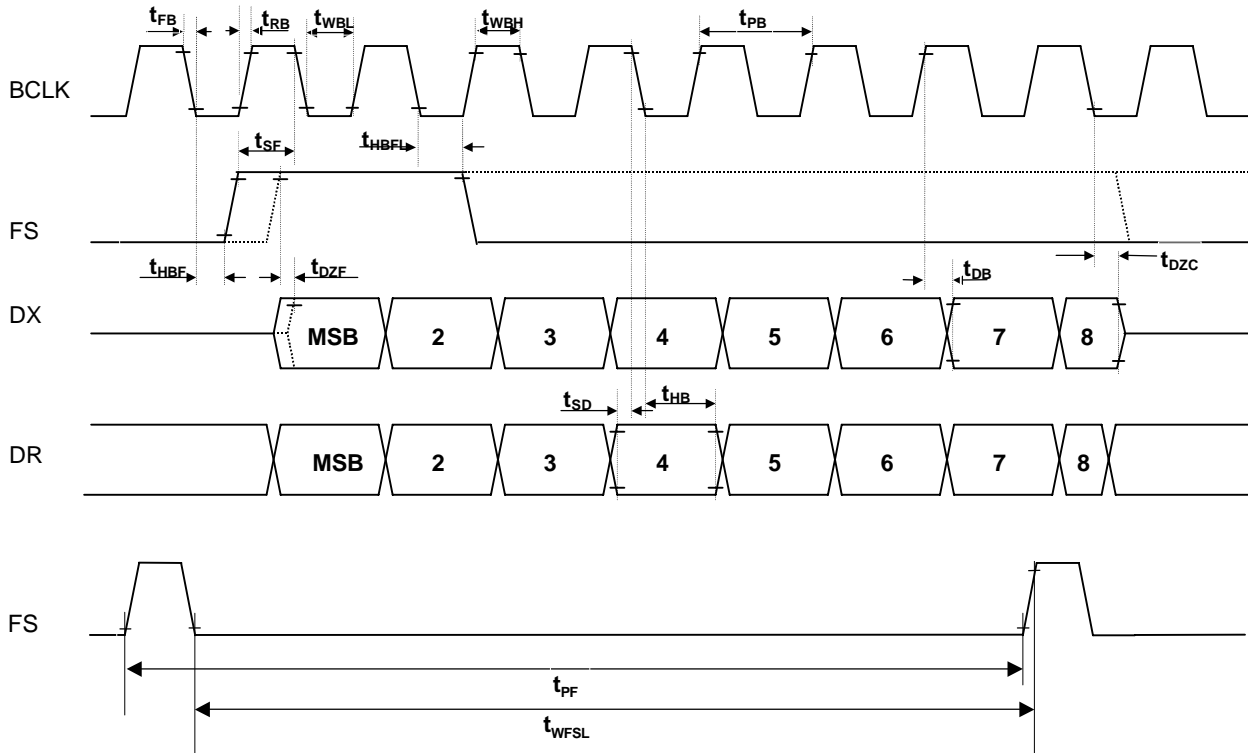 tFB tRB tWBL tWBH tPB
BCLK
tSF tHBFL
FS
tHBF tDZF tDB tDZC
DX MSB 2 3 4 5 6 7 8
tSD tHB
DR MSB 2 3 4 5 6 7 8
FS
tPF
tWFSL